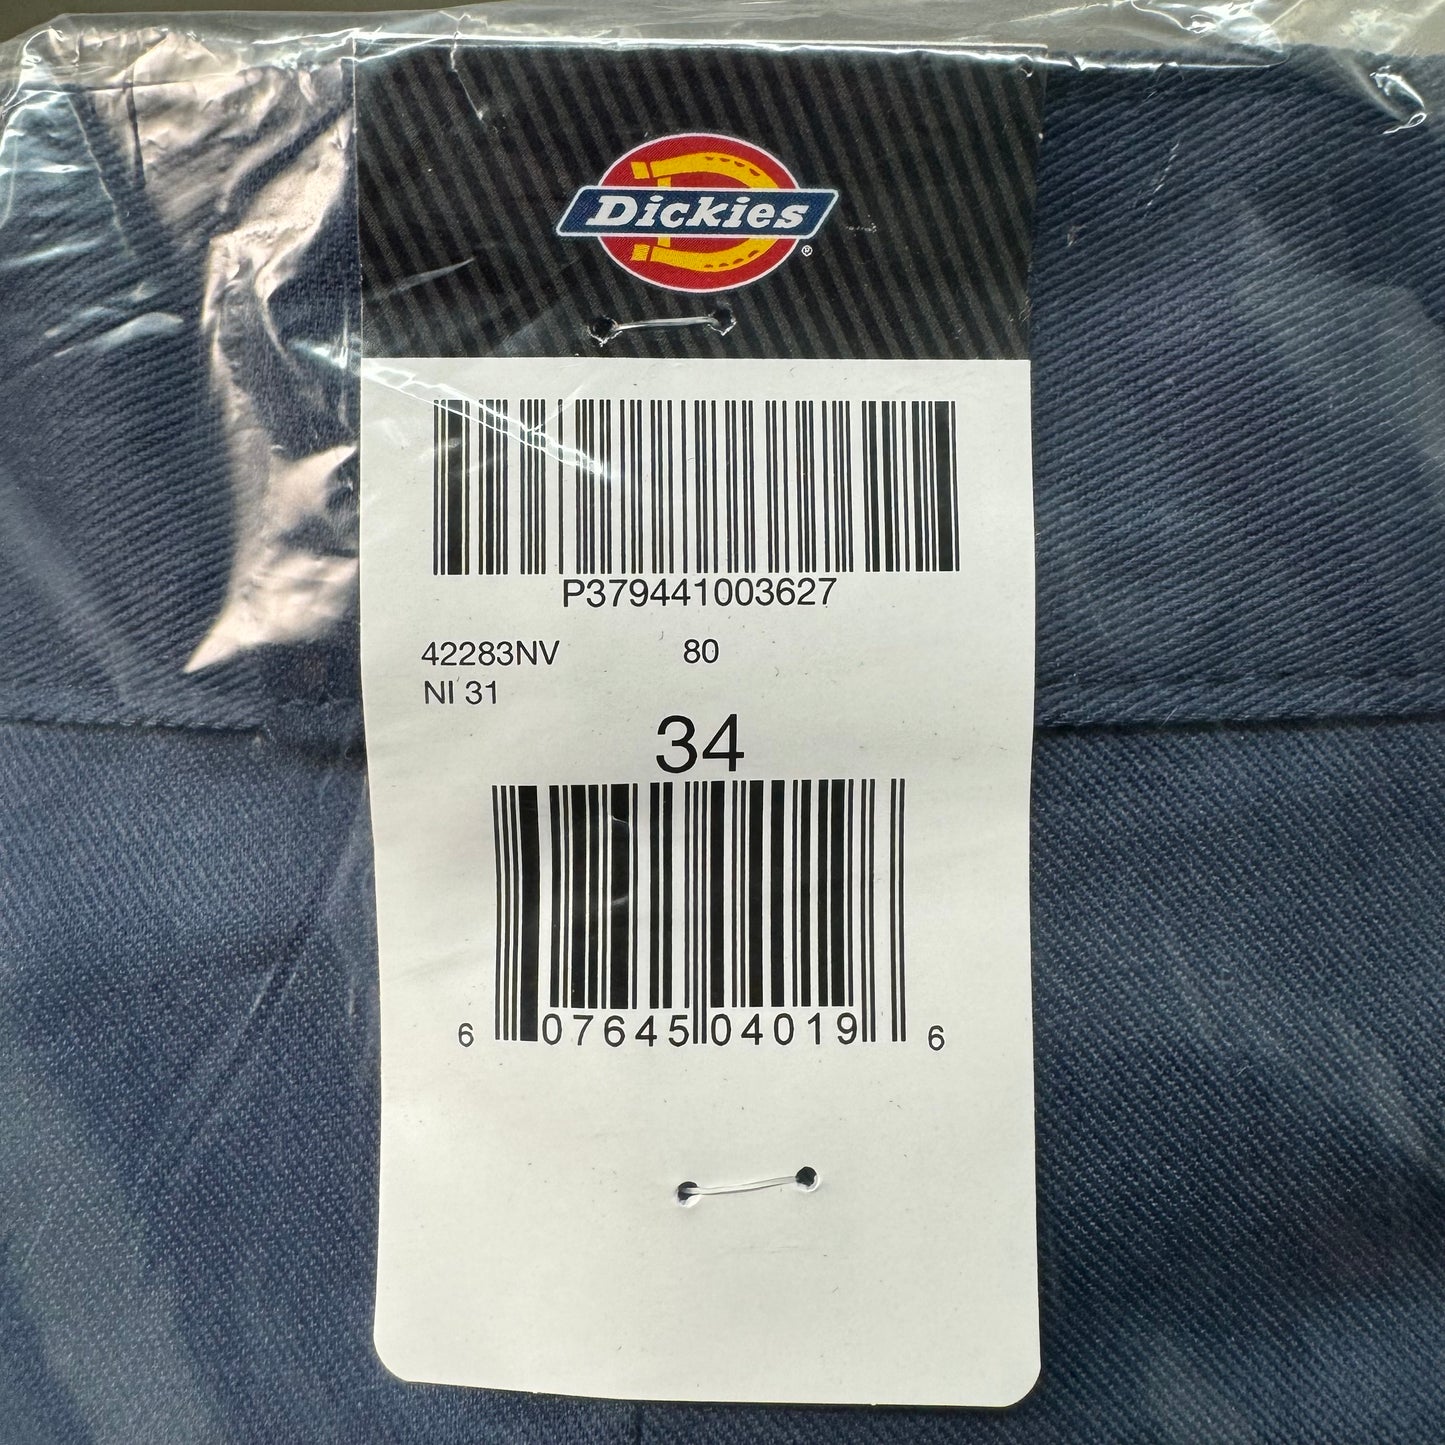 Dickies®
P379441003627
42283NV 80
NI 31
34
6 07645 04019 6